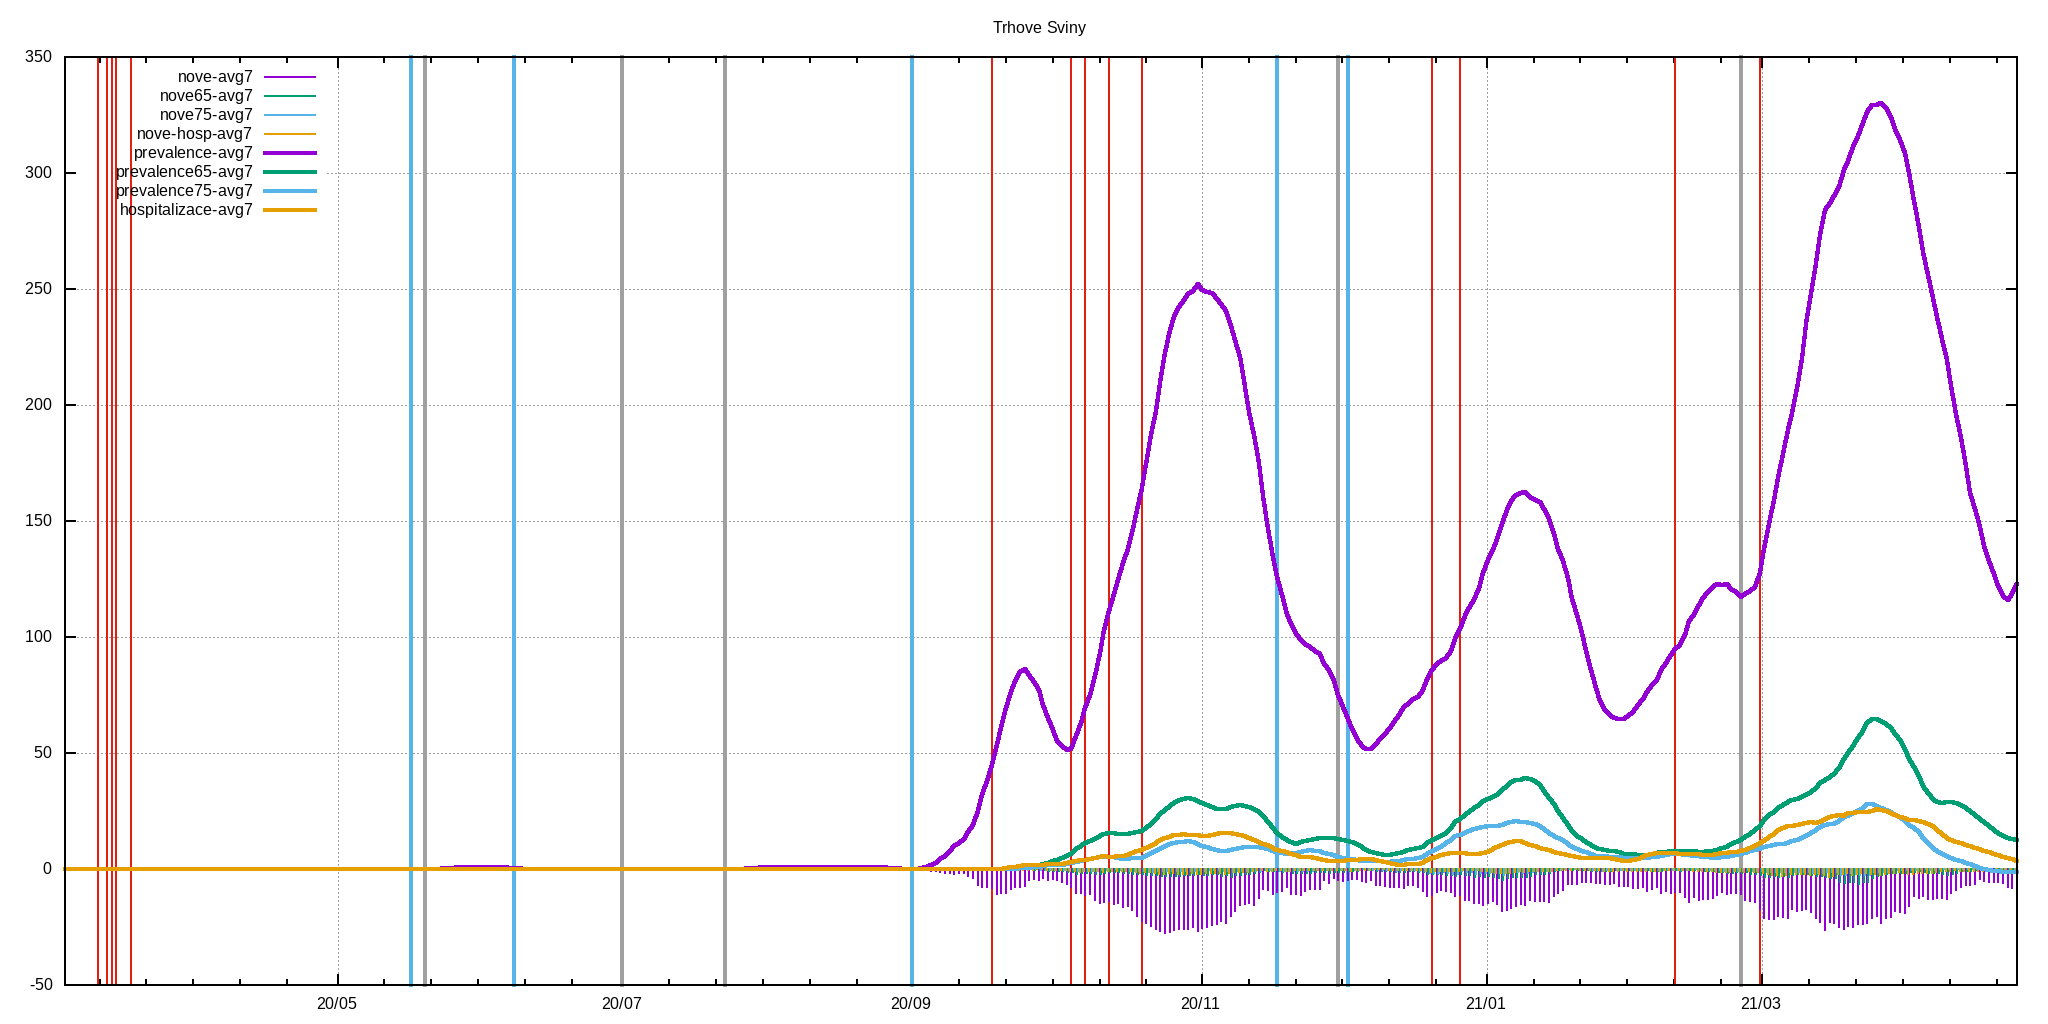 Trhove Sviny
350
300
250
200
150
100
50
0
-50
nove-avg7
nove65-avg7
nove75-avg7
nove-hosp-avg7
prevalence-avg7
prevalence65-avg7
prevalence75-avg7
hospitalizace-avg7
20/05 20/07 20/09 20/11 21/01 21/03